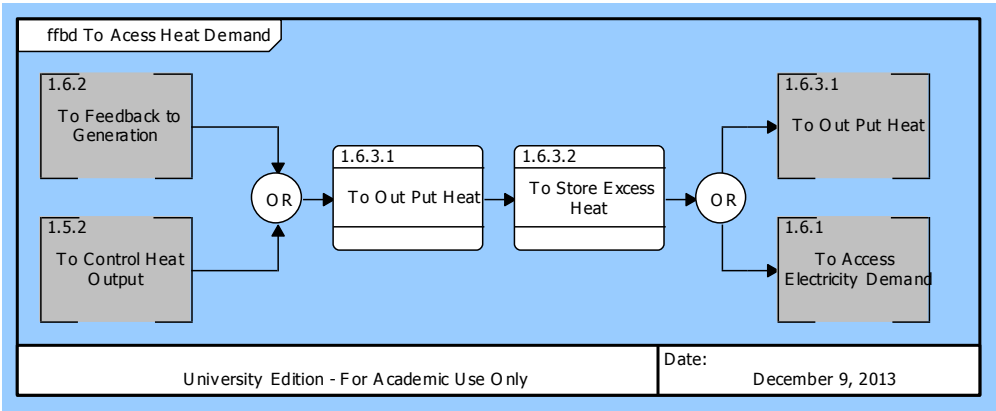 ffbd To Acess Heat Demand
1.6.2
To Feedback to
Generation
1.5.2
To Control Heat
Output
OR
1.6.3.1
To Out Put Heat
1.6.3.2
To Store Excess
Heat
OR
1.6.3.1
To Out Put Heat
1.6.1
To Access
Electricity Demand
University Edition - For Academic Use Only
Date:
December 9, 2013